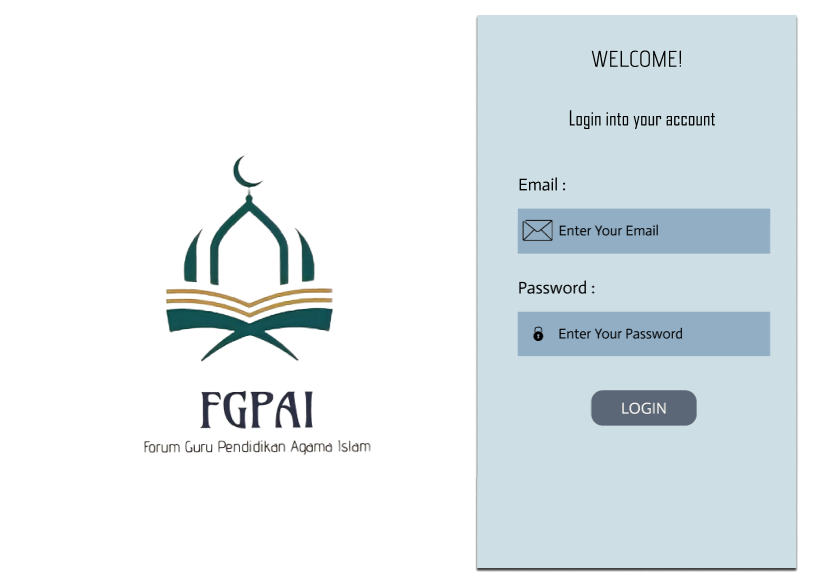 FGPAI
Forum Guru Pendidikan Agama Islam
WELCOME!
Login into your account
Email :
Enter Your Email
Password :
Enter Your Password
LOGIN